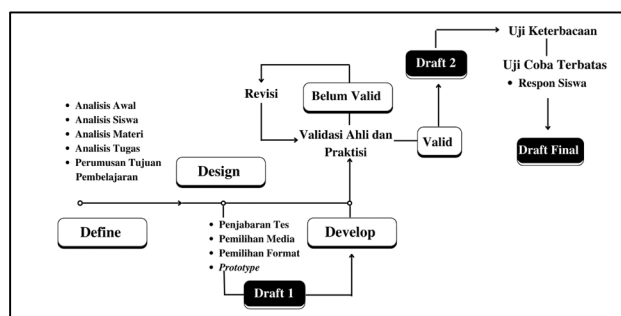 Uji Keterbacaan
Draft 2
Uji Coba Terbatas
• Respon Siswa
Revisi
Belum Valid
• Analisis Awal
• Analisis Siswa
• Analisis Materi
• Analisis Tugas
• Perumusan Tujuan
Pembelajaran
Validasi Ahli dan
Praktisi
Valid
Draft Final
Design
Define
• Penjabaran Tes
• Pemilihan Media
• Pemilihan Format
• Prototype
Develop
Draft 1